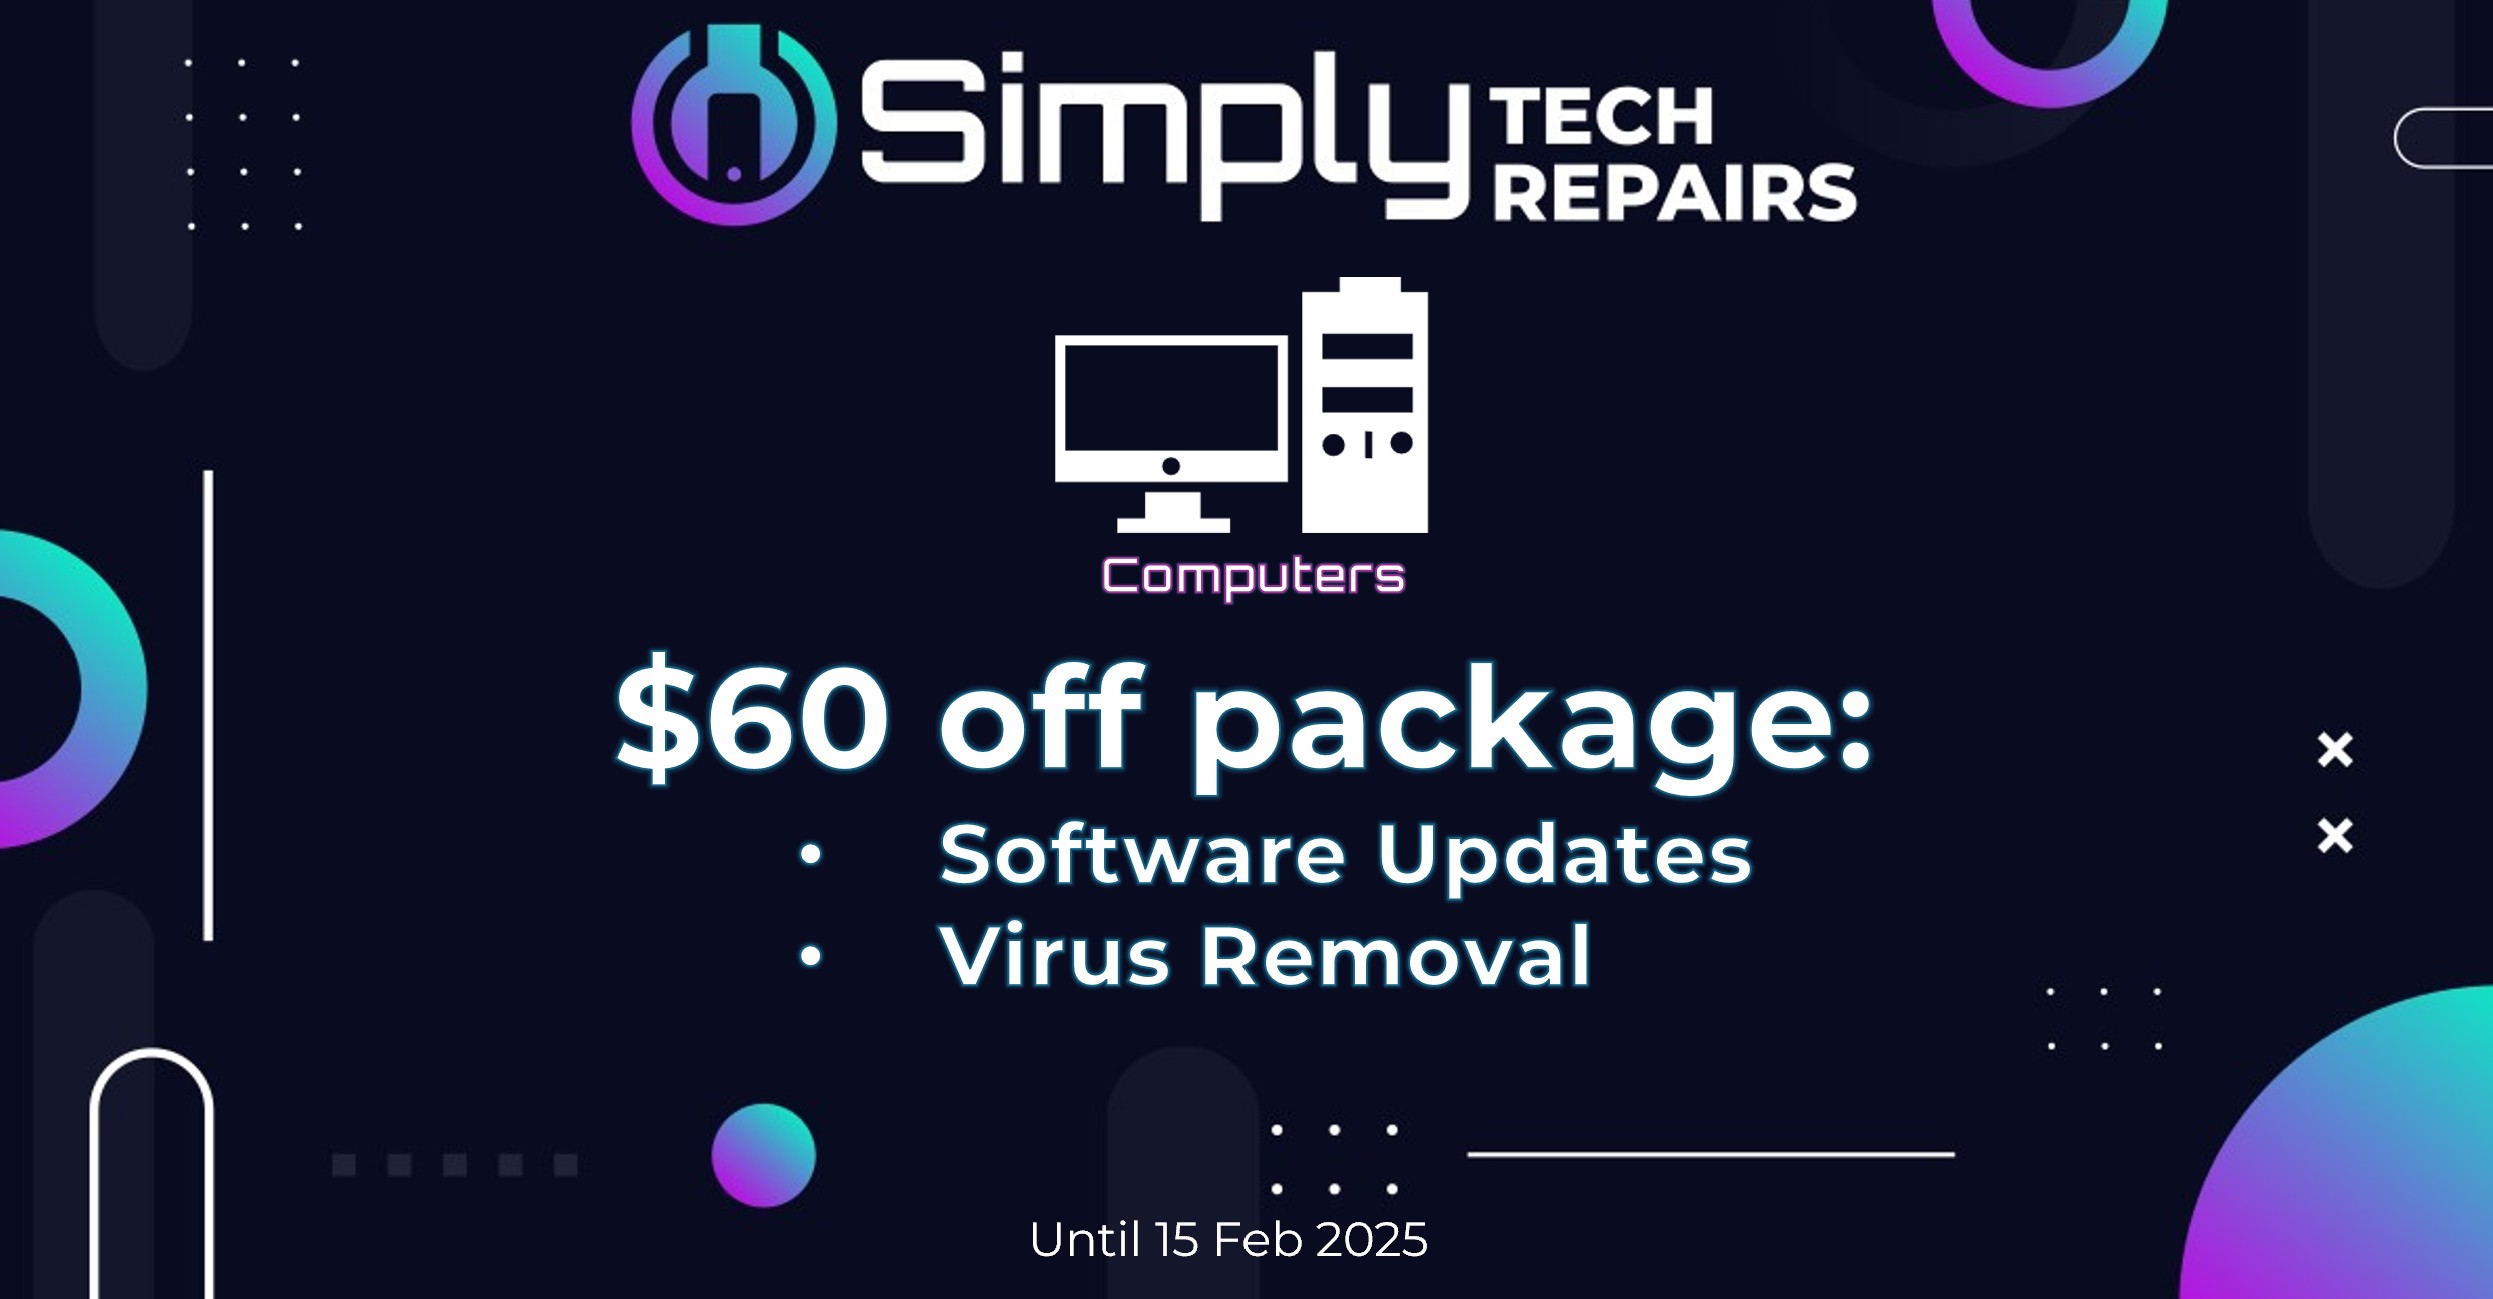 Simply TECH
REPAIRS
Computers
$60 off package:
• Software Updates
• Virus Removal
Until 15 Feb 2025